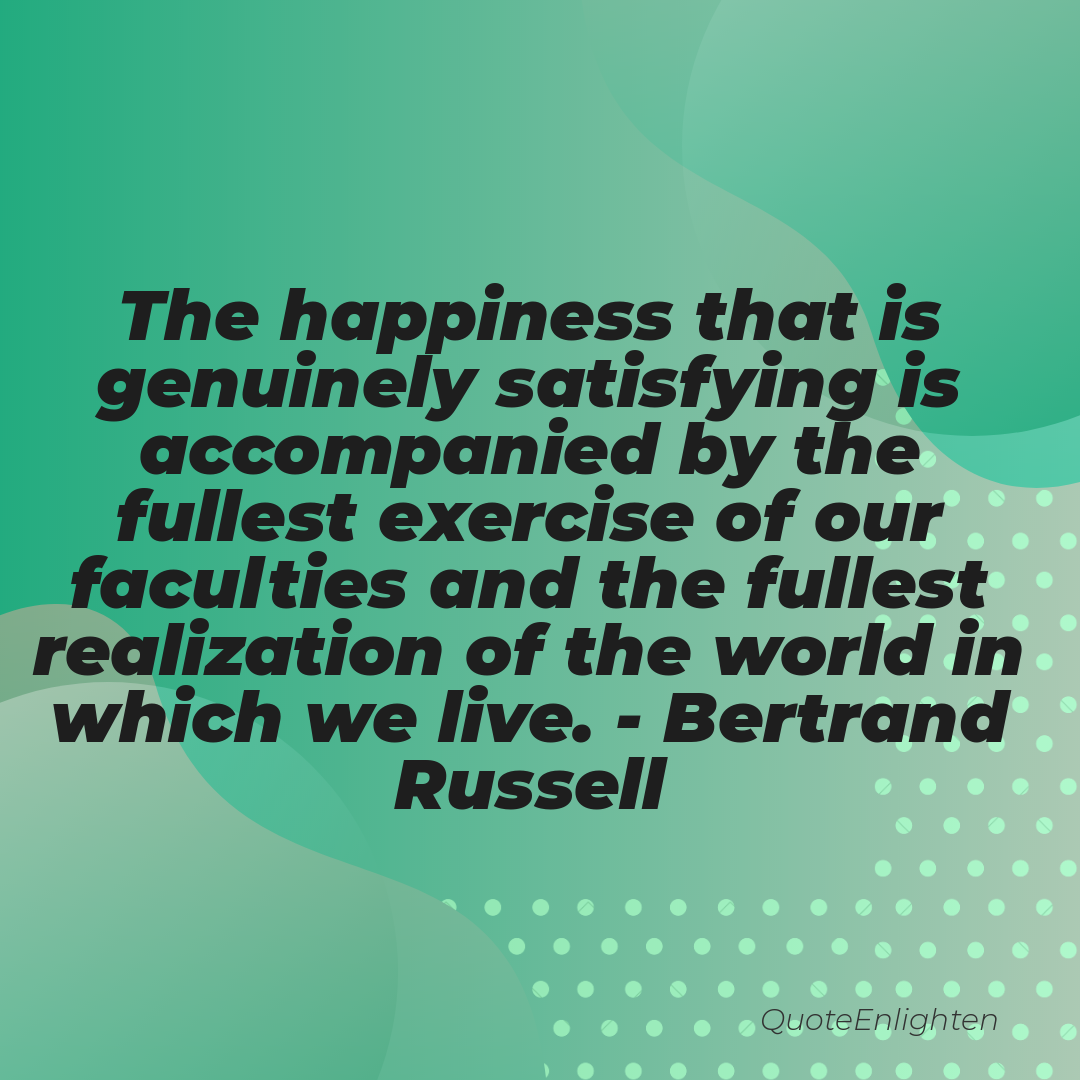 The happiness that is
genuinely satisfying is
accompanied by the
fullest exercise of our
faculties and the fullest
realization of the world in
which we live. - Bertrand
Russell
QuoteEnlighten